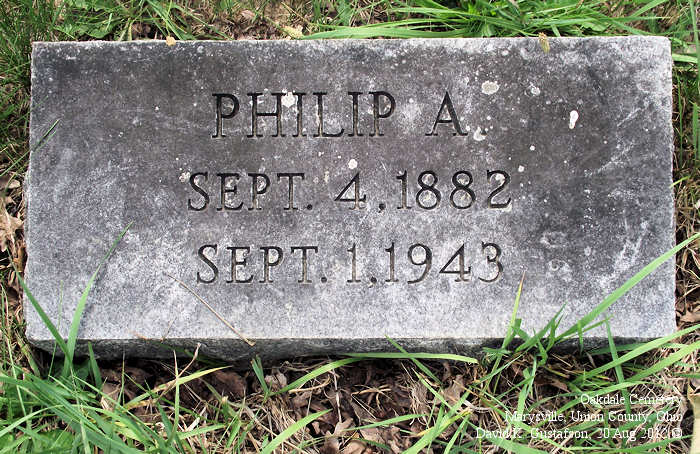 PHILIP A.
SEPT. 4, 1882
SEPT. 1, 1943
Oakdale Cemetery
Marysville, Union County, Ohio
David K. Gustafson, 30 Aug